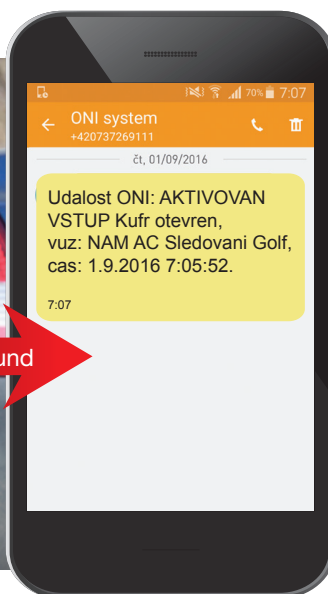 70% 7:07
ONI system
+420737269111
čt, 01/09/2016
Udalost ONI: AKTIVOVAN
VSTUP Kufr otevren,
vuz: NAM AC Sledovani Golf,
cas: 1.9.2016 7:05:52.
7:07
und